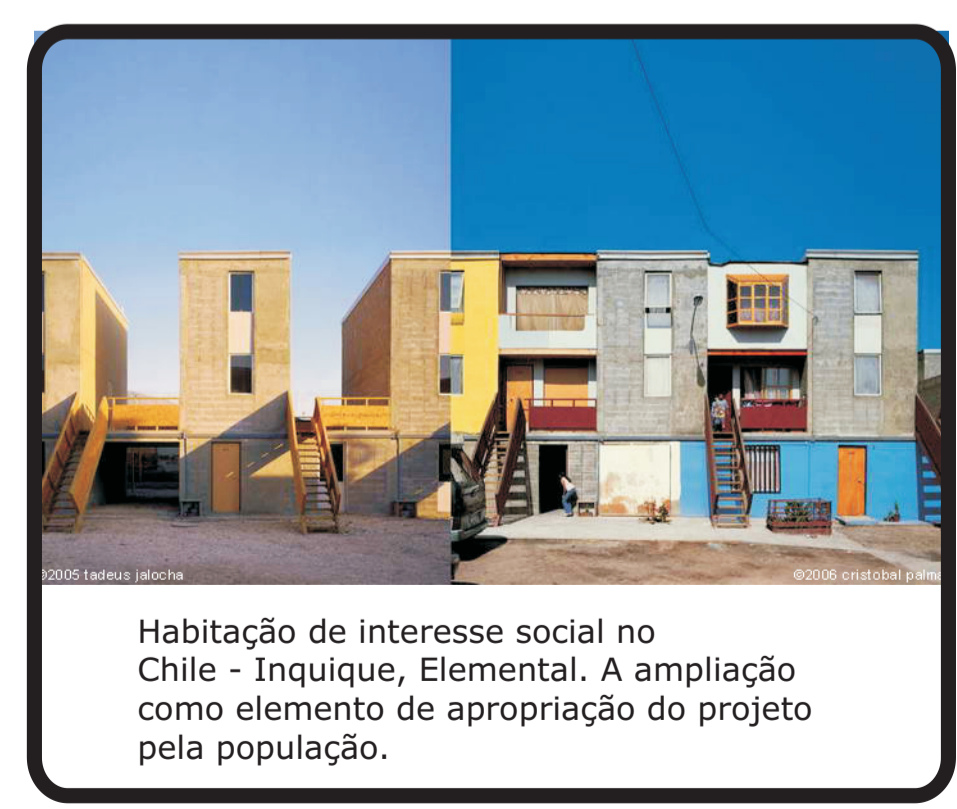 ©2005 tadeus jalocha
©2006 cristobal palma
Habitação de interesse social no
Chile - Inquique, Elemental. A ampliação
como elemento de apropriação do projeto
pela população.